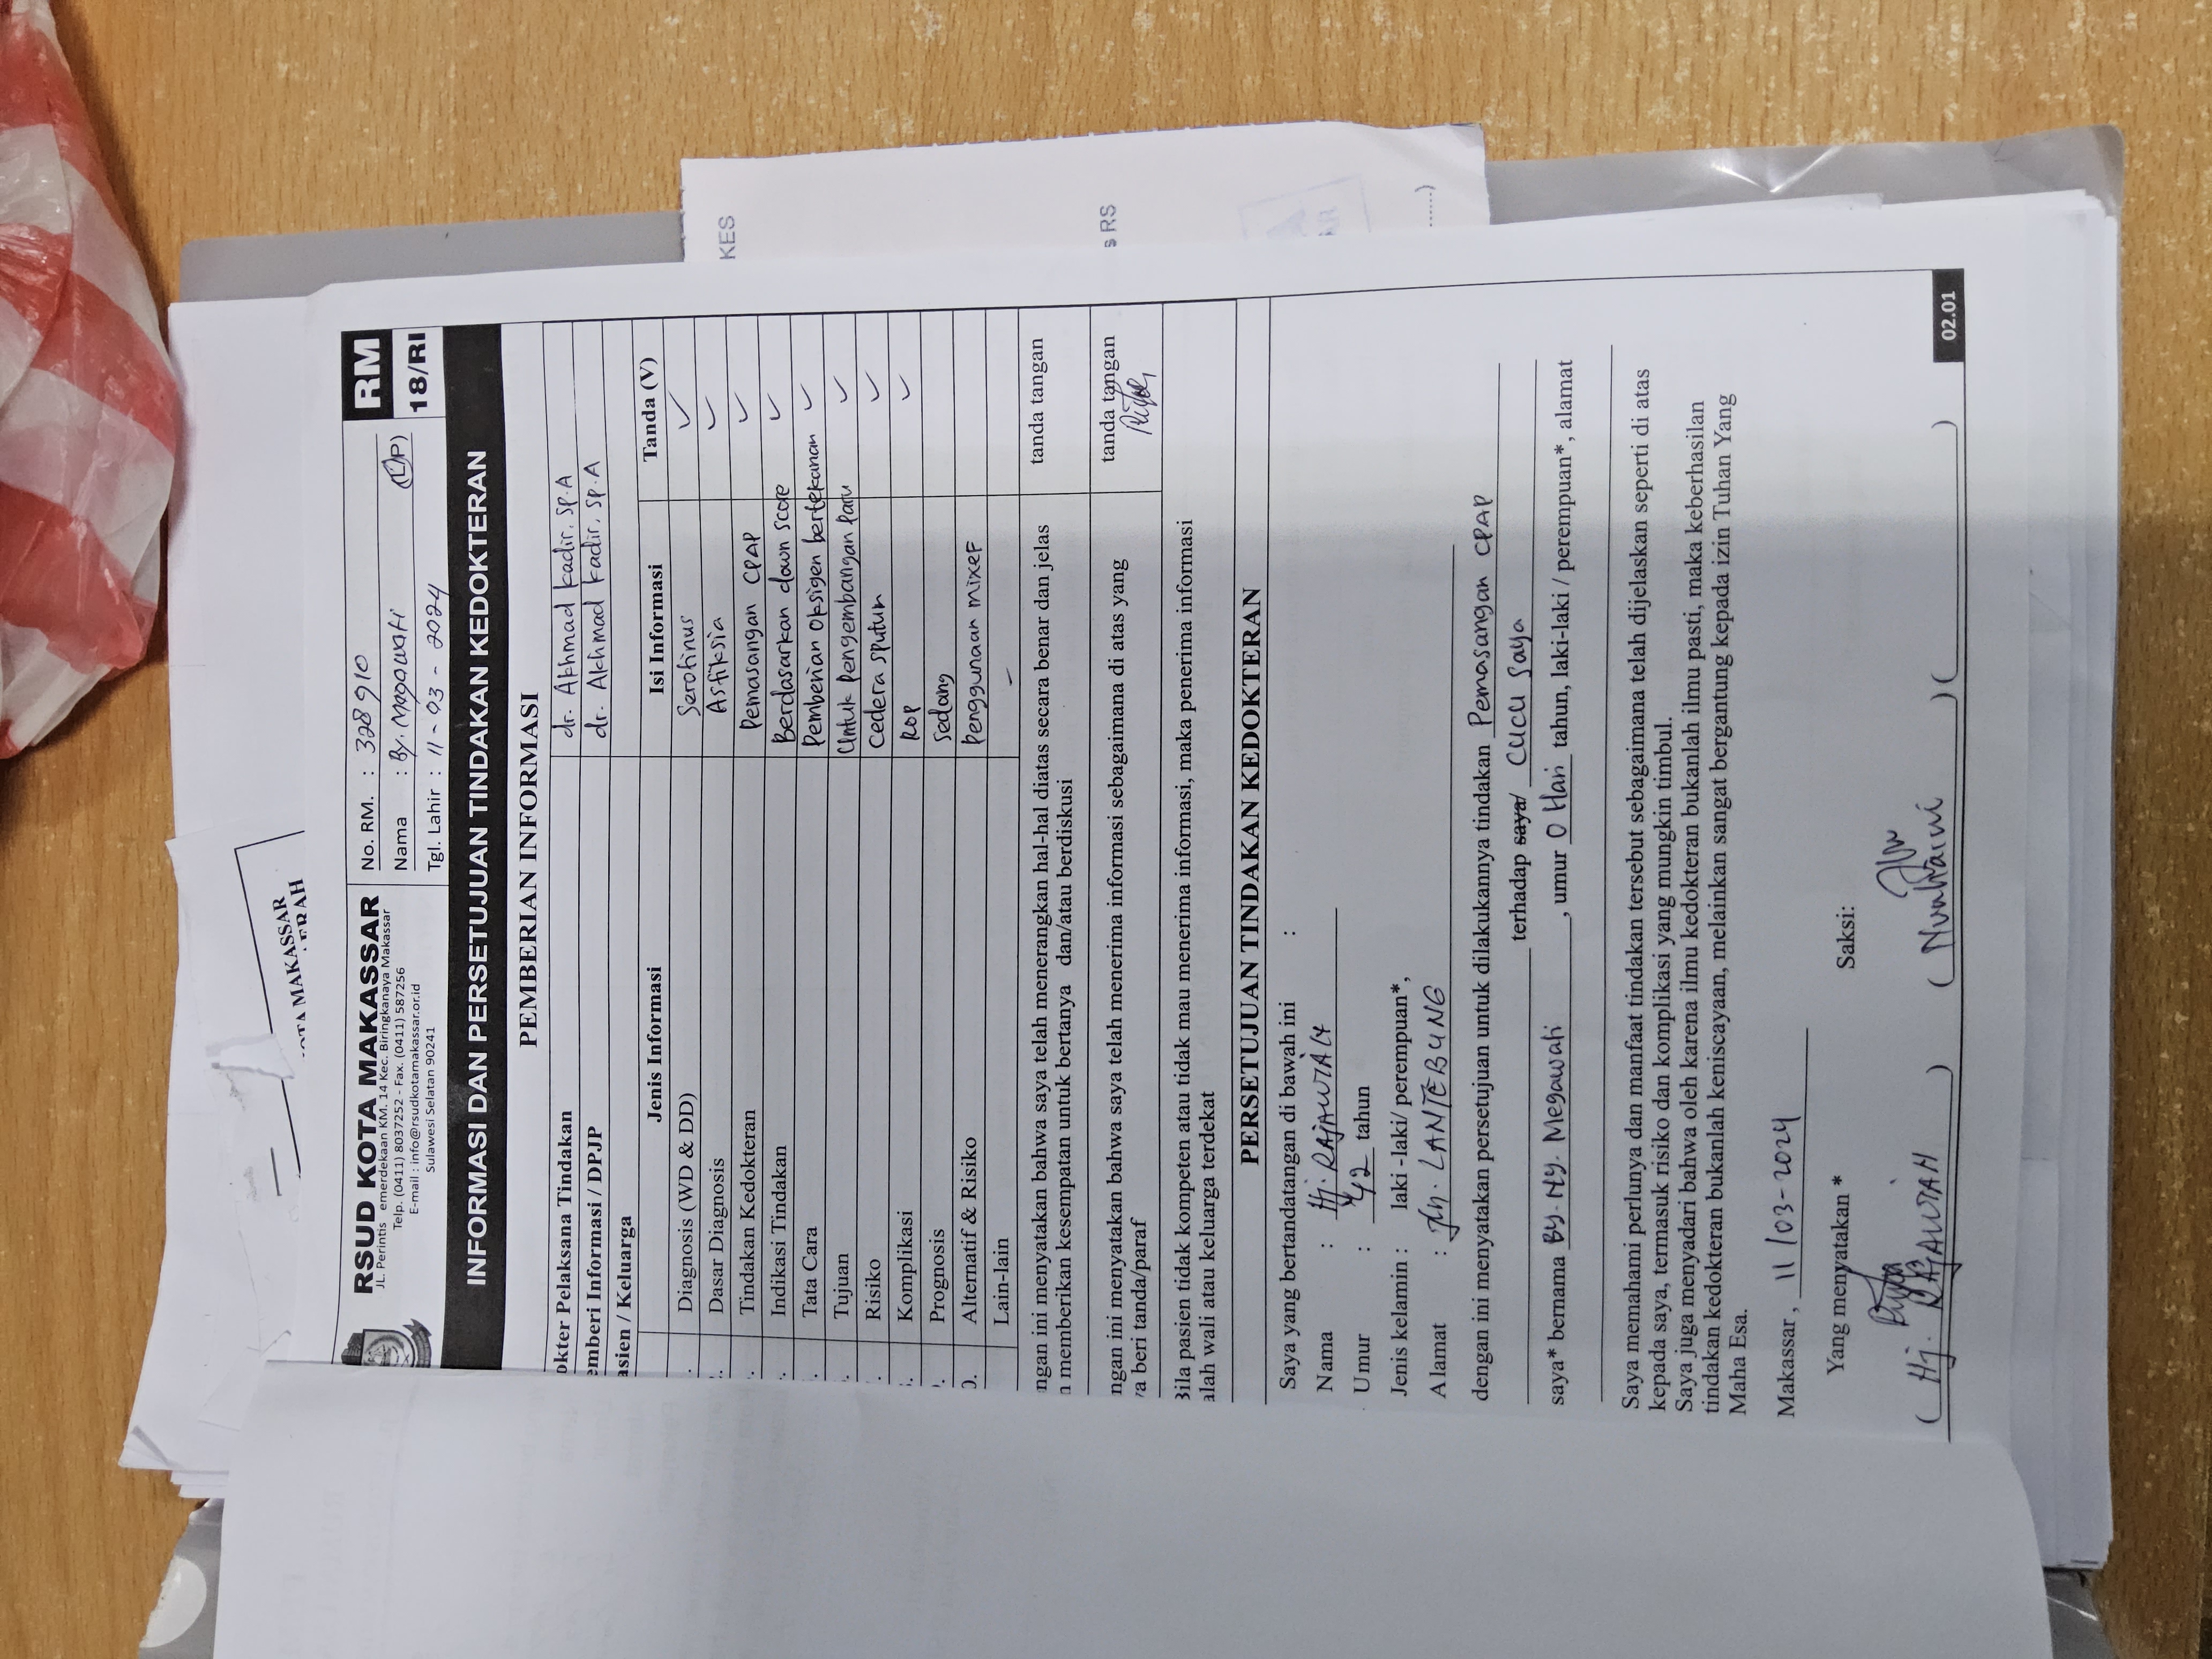 OTA MAKASSAR
ERAH
RSUD KOTA MAKASSAR
JL. Perintis emerdekaan KM. 14 Kec. Biringkanaya Makassar
Telp. (0411) 8037252 - Fax. (0411) 587256
E-mail : info@rsudkotamakassar.or.id
Sulawesi Selatan 90241
No. RM. : 328910
Nama : By. Megawati (L/P)
Tgl. Lahir : 11-03-2024
RM
18/RI
INFORMASI DAN PERSETUJUAN TINDAKAN KEDOKTERAN
PEMBERIAN INFORMASI
okter Pelaksana Tindakan dr. Akhmad kadir, sp.A
emberi Informasi / DPJP dr. Akhmad kadir, sp.A
asien / Keluarga
Jenis Informasi Isi Informasi Tanda (V)
. Diagnosis (WD & DD) Serotinus ✓
. Dasar Diagnosis Asfiksia ✓
. Tindakan Kedokteran Pemasangan CPAP ✓
. Indikasi Tindakan Berdasarkan down score ✓
. Tata Cara Pemberian oksigen bertekanan ✓
. Tujuan Untuk pengembangan paru ✓
. Risiko Cedera sputum ✓
. Komplikasi ROP ✓
. Prognosis Sedang
0. Alternatif & Risiko Penggunaan mixeF
Lain-lain –
ngan ini menyatakan bahwa saya telah menerangkan hal-hal diatas secara benar dan jelas tanda tangan
n memberikan kesempatan untuk bertanya dan/atau berdiskusi
ngan ini menyatakan bahwa saya telah menerima informasi sebagaimana di atas yang tanda tangan
ya beri tanda/paraf
Bila pasien tidak kompeten atau tidak mau menerima informasi, maka penerima informasi
alah wali atau keluarga terdekat
PERSETUJUAN TINDAKAN KEDOKTERAN
Saya yang bertandatangan di bawah ini :
Nama : Hj. RAJAWIAH
Umur : 42 tahun
Jenis kelamin : laki -laki/ perempuan*,
Alamat : Jln. LANTEBUNG
dengan ini menyatakan persetujuan untuk dilakukannya tindakan Pemasangan CPAP
terhadap saya/ Cucu saya
saya* bernama By. Ny. Megawati, umur 0 Hari tahun, laki-laki / perempuan*, alamat
Saya memahami perlunya dan manfaat tindakan tersebut sebagaimana telah dijelaskan seperti di atas
kepada saya, termasuk risiko dan komplikasi yang mungkin timbul.
Saya juga menyadari bahwa oleh karena ilmu kedokteran bukanlah ilmu pasti, maka keberhasilan
tindakan kedokteran bukanlah keniscayaan, melainkan sangat bergantung kepada izin Tuhan Yang
Maha Esa.
Makassar, 11/03-2024
Yang menyatakan * Saksi:
( Hj. RAJAWIAH ) ( ) ( )
02.01
KES
s RS
......)